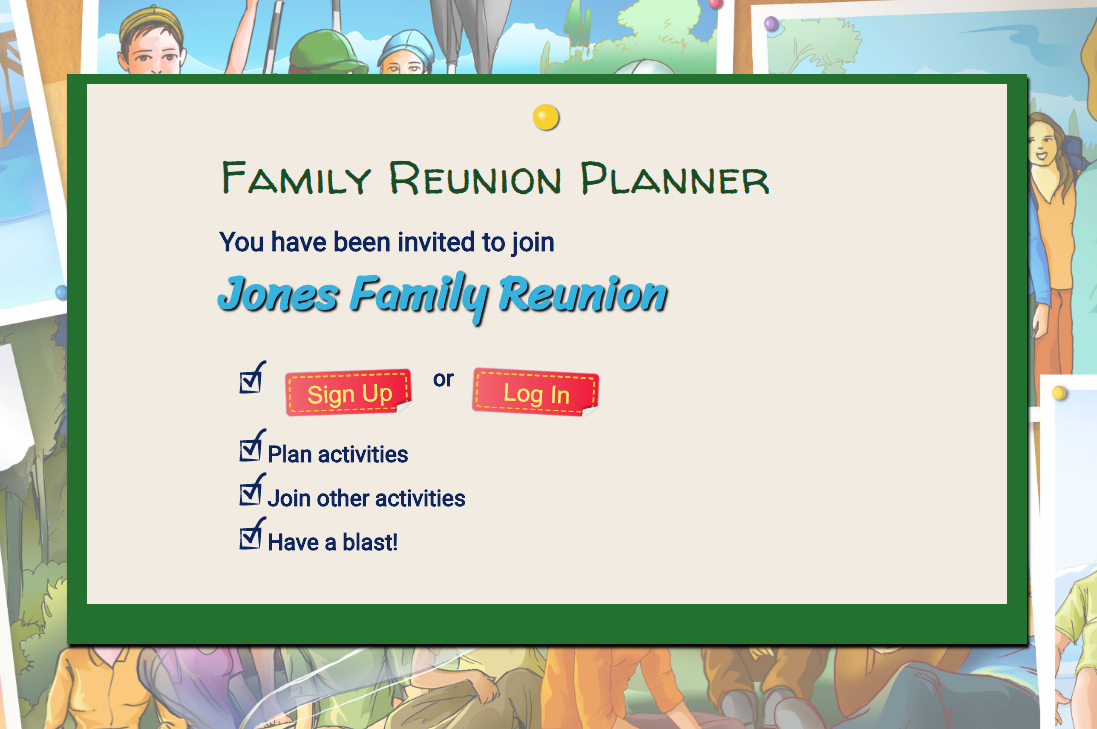 Family Reunion Planner
You have been invited to join
Jones Family Reunion
Sign Up or Log In
Plan activities
Join other activities
Have a blast!